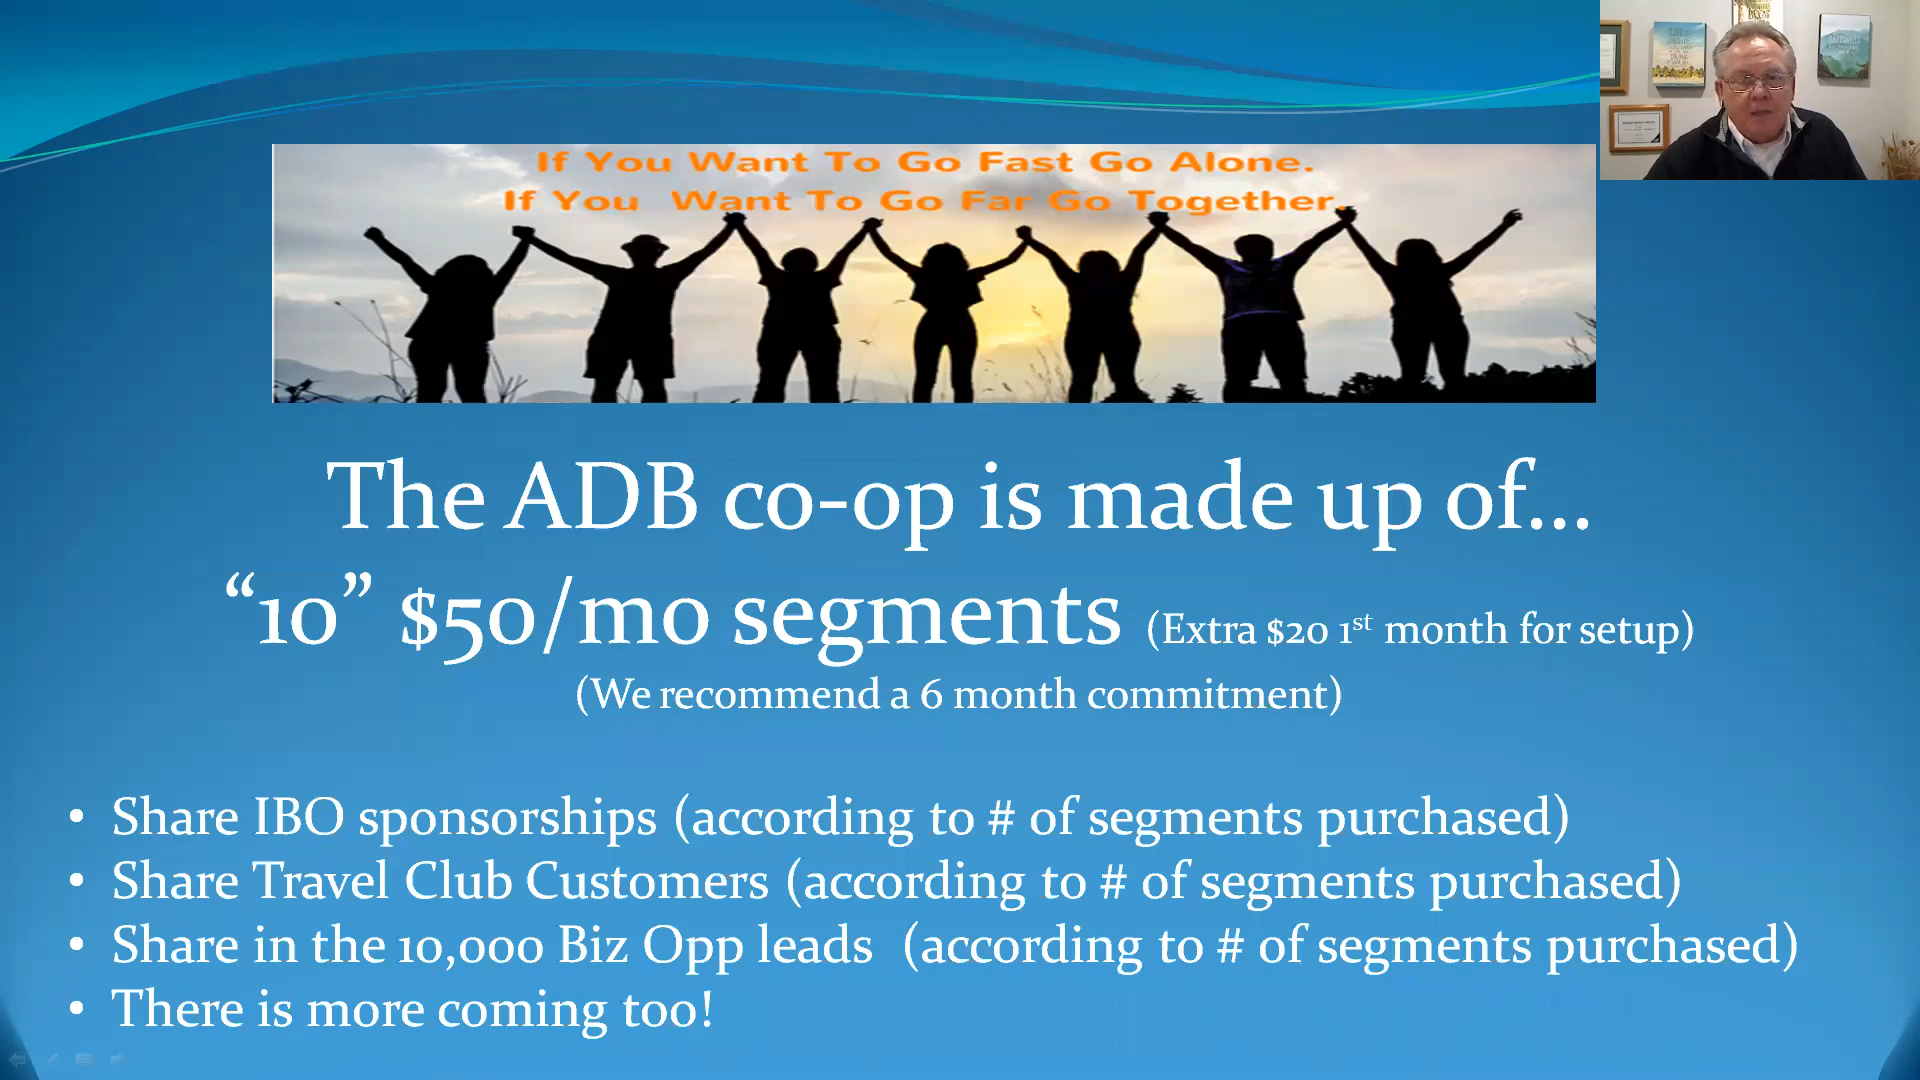 If You Want To Go Fast Go Alone.
If You Want To Go Far Go Together.
The ADB co-op is made up of...
“10” $50/mo segments (Extra $20 1st month for setup)
(We recommend a 6 month commitment)
• Share IBO sponsorships (according to # of segments purchased)
• Share Travel Club Customers (according to # of segments purchased)
• Share in the 10,000 Biz Opp leads (according to # of segments purchased)
• There is more coming too!